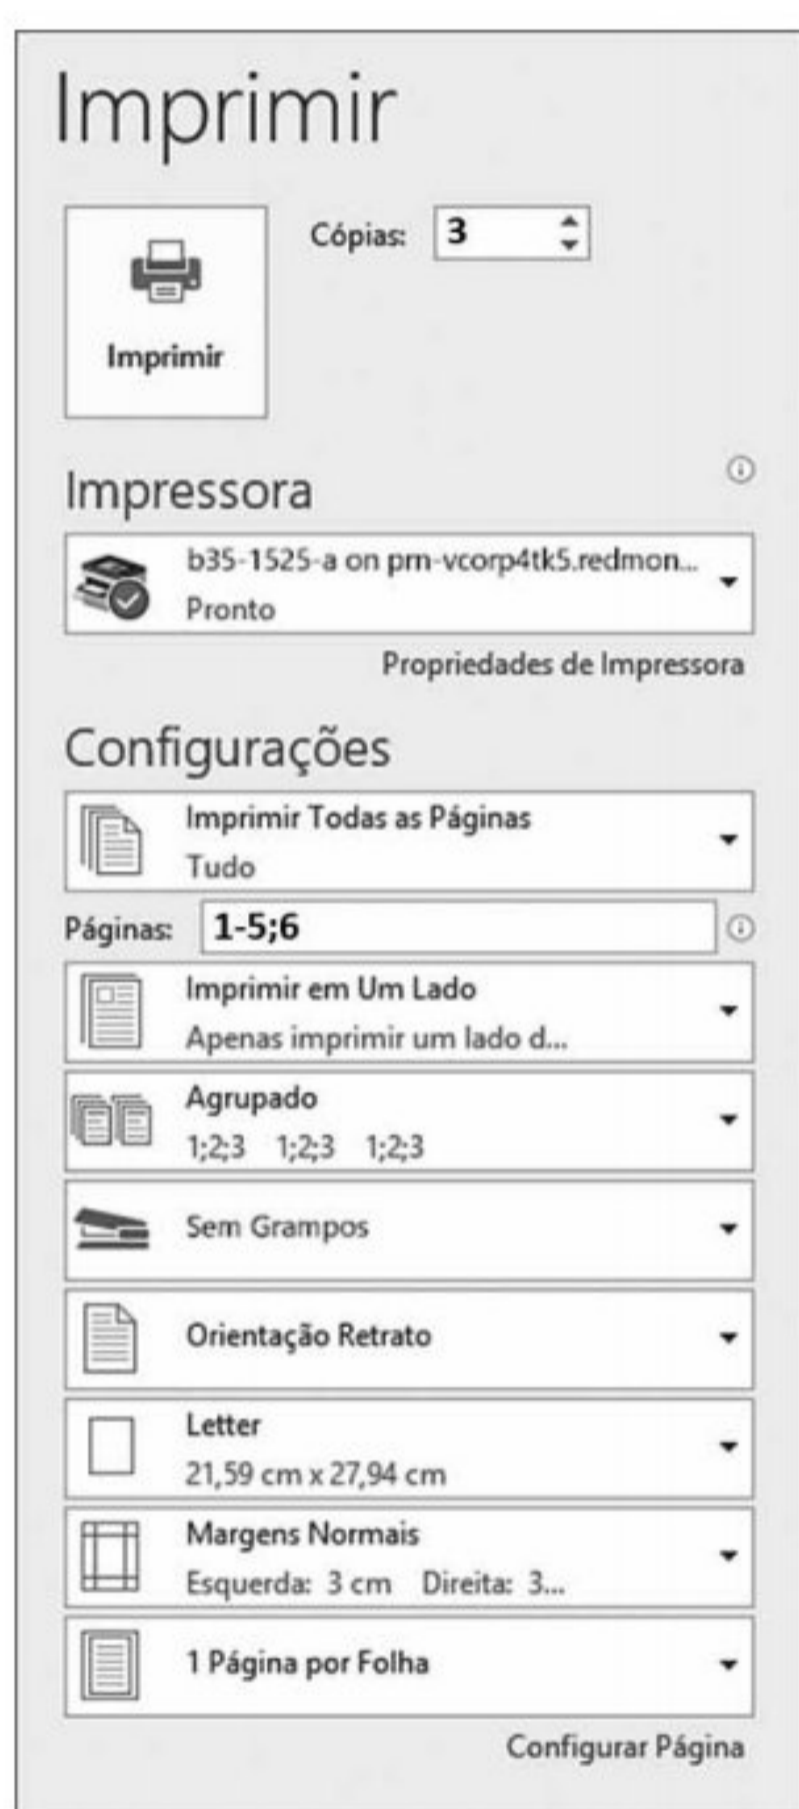 Imprimir
Cópias: 3
Imprimir
Impressora
b35-1525-a on prn-vcorp4tk5.redmon...
Pronto
Propriedades de Impressora
Configurações
Imprimir Todas as Páginas
Tudo
Páginas: 1-5;6
Imprimir em Um Lado
Apenas imprimir um lado d...
Agrupado
1;2;3 1;2;3 1;2;3
Sem Grampos
Orientação Retrato
Letter
21,59 cm x 27,94 cm
Margens Normais
Esquerda: 3 cm Direita: 3...
1 Página por Folha
Configurar Página